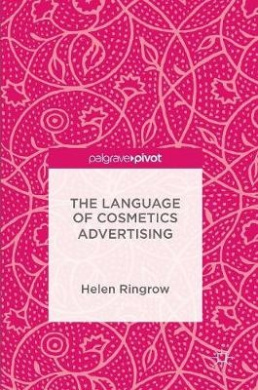 palgrave►pivot
THE LANGUAGE
OF COSMETICS
ADVERTISING
Helen Ringrow